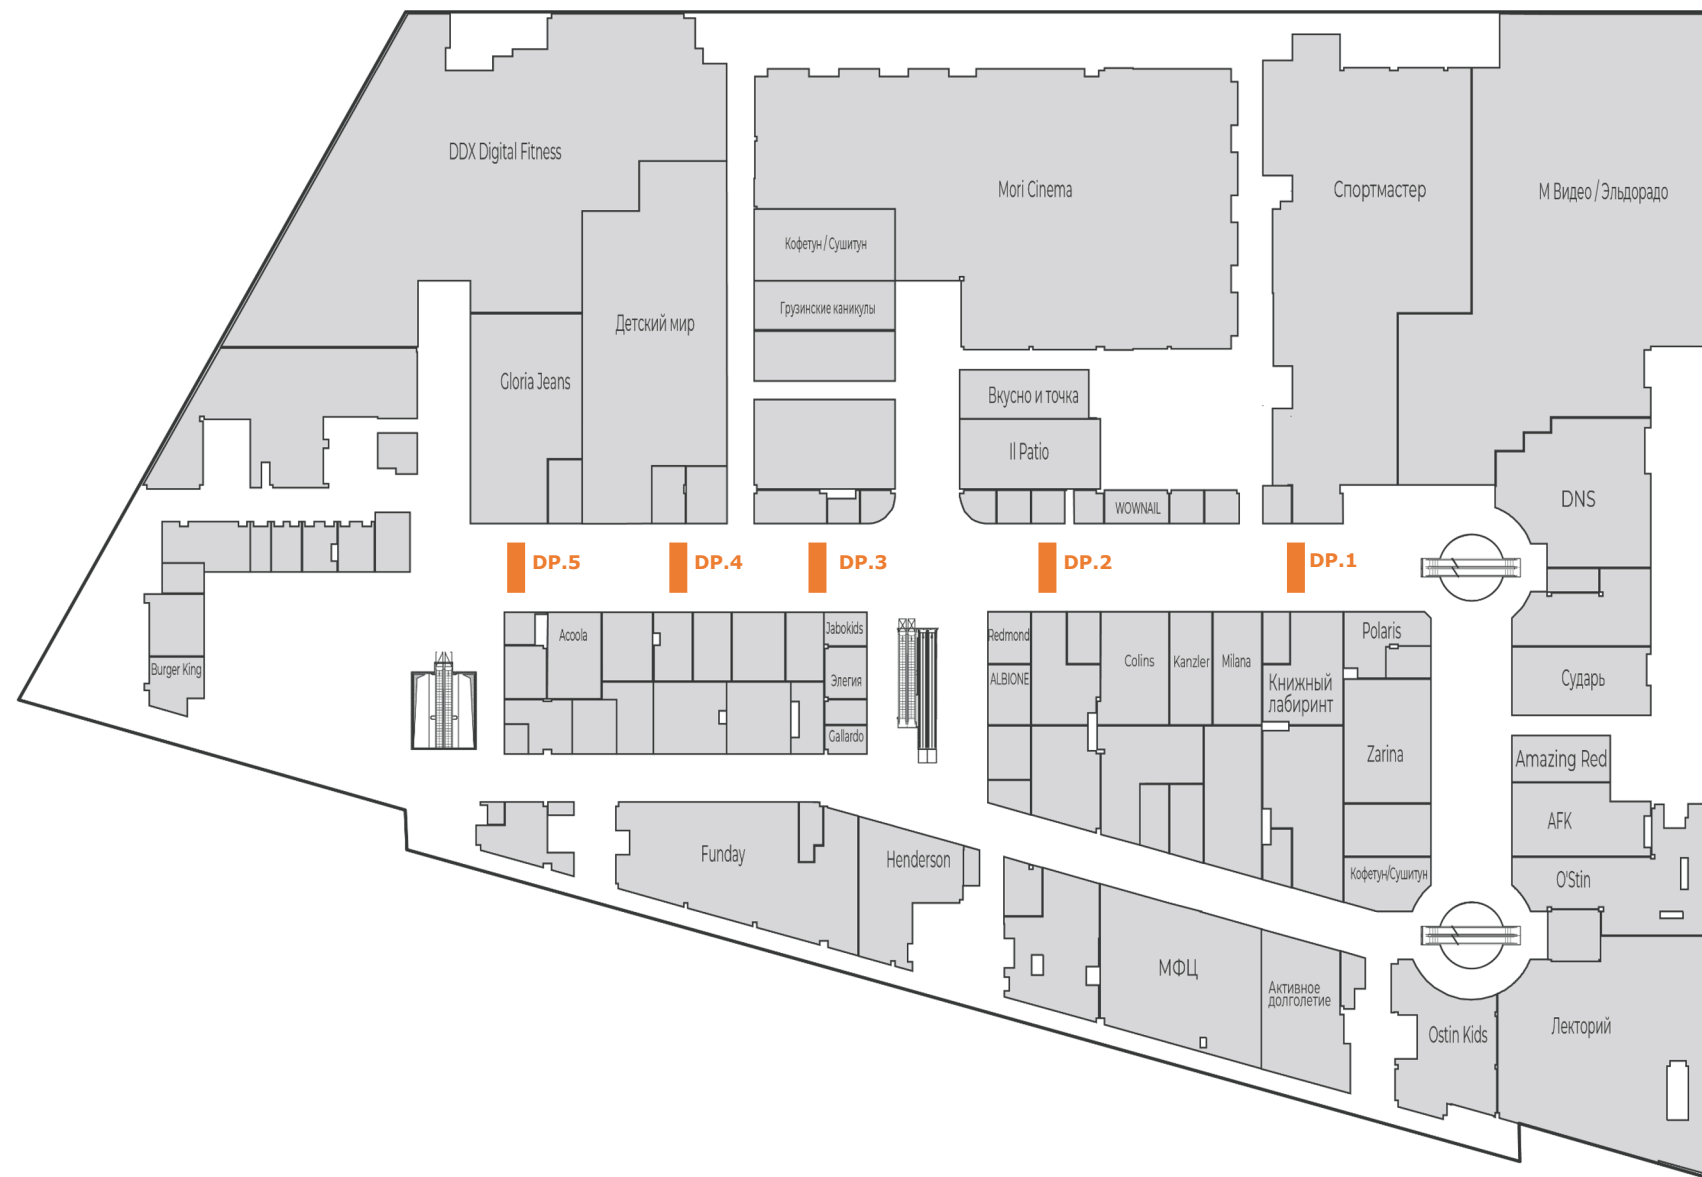 DDX Digital Fitness
Mori Cinema
Спортмастер
М Видео / Эльдорадо
Кофетун / Сушитун
Грузинские каникулы
Детский мир
Gloria Jeans
Вкусно и точка
Il Patio
WOWNAIL
DNS
DP.5
DP.4
DP.3
DP.2
DP.1
Acoola
Jabokids
Redmond
Polaris
Colins
Kanzler
Milana
Burger King
Элегия
ALBIONE
Книжный
лабиринт
Сударь
Gallardo
Zarina
Amazing Red
AFK
Funday
Henderson
Кофетун/Сушитун
O'Stin
МФЦ
Активное
долголетие
Ostin Kids
Лекторий